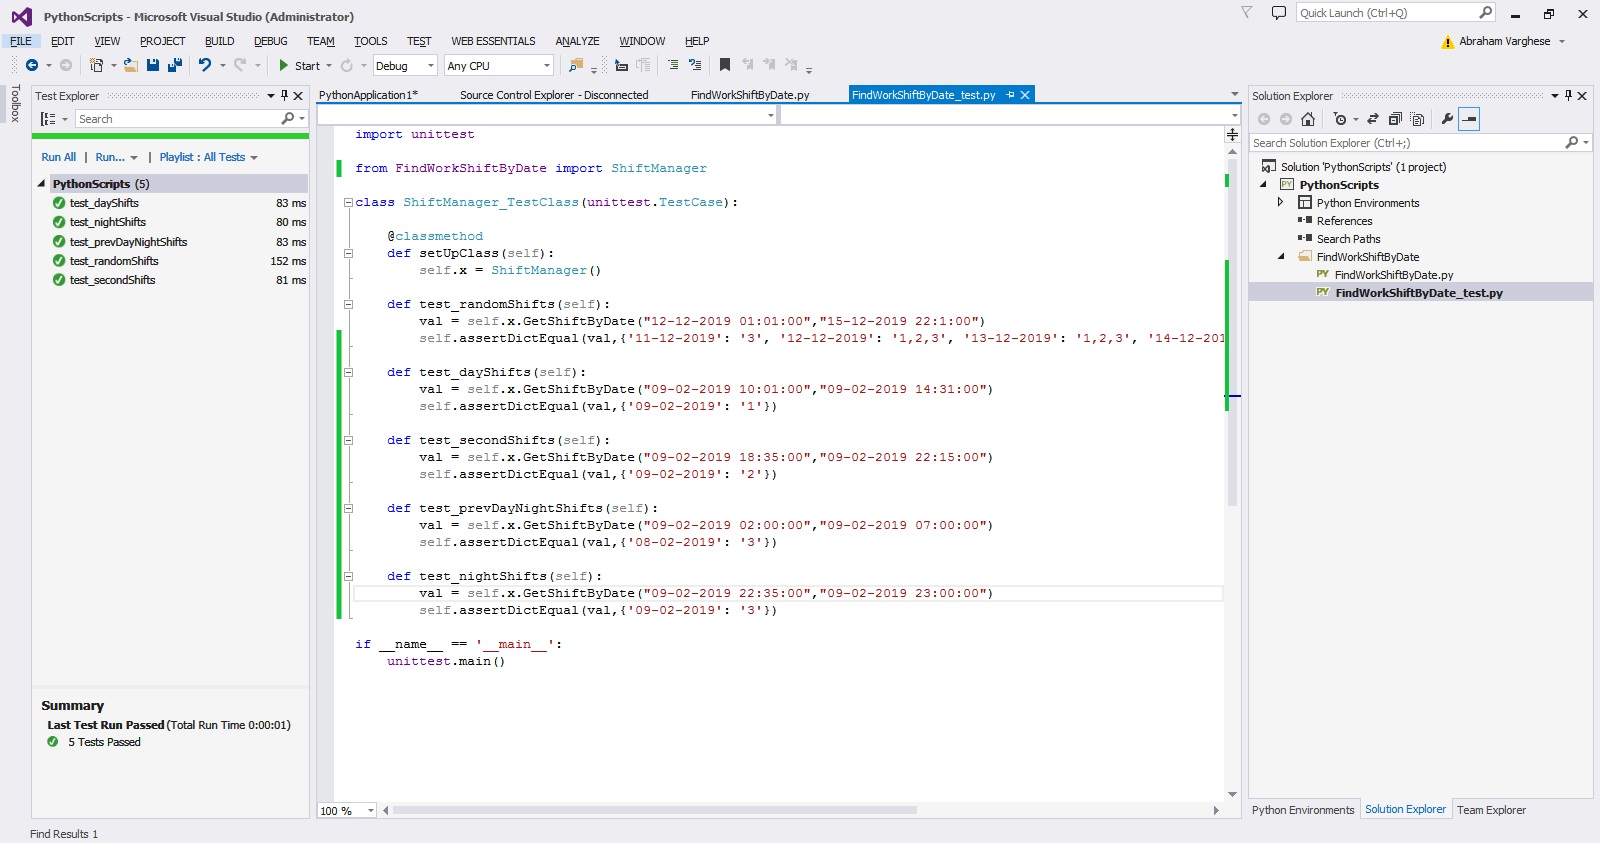 PythonScripts - Microsoft Visual Studio (Administrator)
Quick Launch (Ctrl+Q)
FILE EDIT VIEW PROJECT BUILD DEBUG TEAM TOOLS TEST WEB ESSENTIALS ANALYZE WINDOW HELP
Abraham Varghese
Start Debug Any CPU
Toolbox
Test Explorer
Search
Run All | Run... | Playlist : All Tests
PythonScripts (5)
test_dayShifts 83 ms
test_nightShifts 80 ms
test_prevDayNightShifts 83 ms
test_randomShifts 152 ms
test_secondShifts 81 ms
Summary
Last Test Run Passed (Total Run Time 0:00:01)
5 Tests Passed
PythonApplication1* Source Control Explorer - Disconnected FindWorkShiftByDate.py FindWorkShiftByDate_test.py
import unittest
from FindWorkShiftByDate import ShiftManager
class ShiftManager_TestClass(unittest.TestCase):
@classmethod
def setUpClass(self):
self.x = ShiftManager()
def test_randomShifts(self):
val = self.x.GetShiftByDate("12-12-2019 01:01:00","15-12-2019 22:1:00")
self.assertDictEqual(val,{'11-12-2019': '3', '12-12-2019': '1,2,3', '13-12-2019': '1,2,3', '14-12-201
def test_dayShifts(self):
val = self.x.GetShiftByDate("09-02-2019 10:01:00","09-02-2019 14:31:00")
self.assertDictEqual(val,{'09-02-2019': '1'})
def test_secondShifts(self):
val = self.x.GetShiftByDate("09-02-2019 18:35:00","09-02-2019 22:15:00")
self.assertDictEqual(val,{'09-02-2019': '2'})
def test_prevDayNightShifts(self):
val = self.x.GetShiftByDate("09-02-2019 02:00:00","09-02-2019 07:00:00")
self.assertDictEqual(val,{'08-02-2019': '3'})
def test_nightShifts(self):
val = self.x.GetShiftByDate("09-02-2019 22:35:00","09-02-2019 23:00:00")
self.assertDictEqual(val,{'09-02-2019': '3'})
if __name__ == '__main__':
unittest.main()
100 %
Solution Explorer
Search Solution Explorer (Ctrl+;)
Solution 'PythonScripts' (1 project)
PY PythonScripts
Python Environments
References
Search Paths
FindWorkShiftByDate
PY FindWorkShiftByDate.py
PY FindWorkShiftByDate_test.py
Python Environments Solution Explorer Team Explorer
Find Results 1